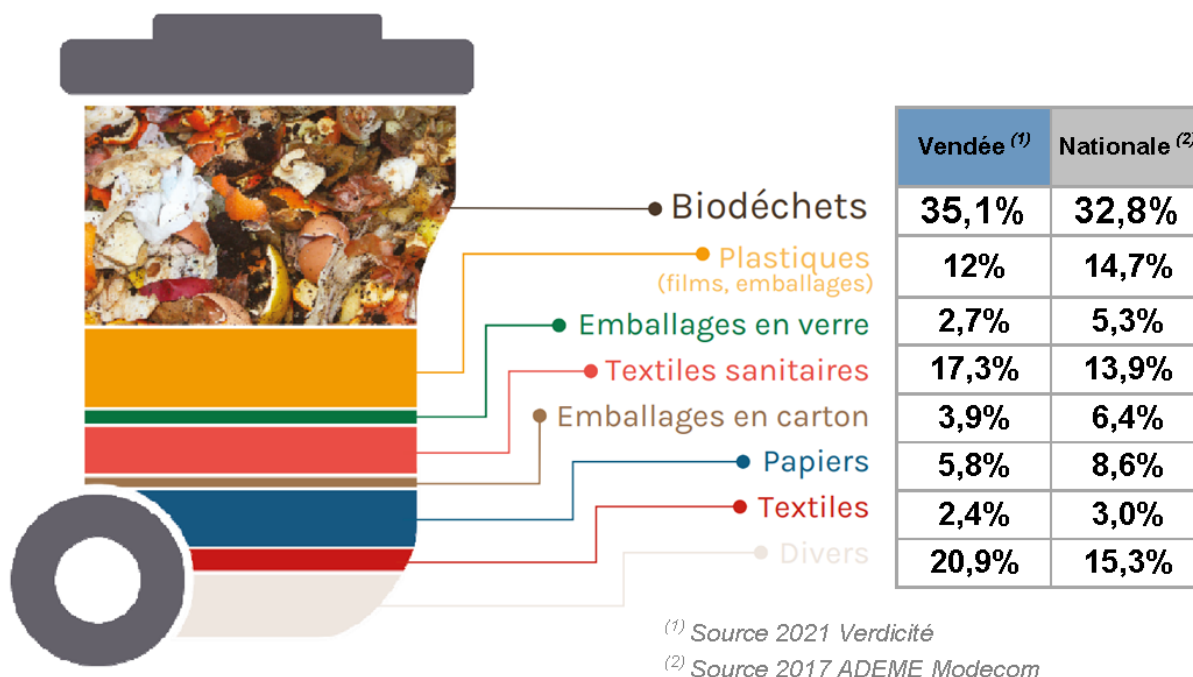 Vendée (1) Nationale (2)
Biodéchets 35,1% 32,8%
Plastiques
(films, emballages) 12% 14,7%
Emballages en verre 2,7% 5,3%
Textiles sanitaires 17,3% 13,9%
Emballages en carton 3,9% 6,4%
Papiers 5,8% 8,6%
Textiles 2,4% 3,0%
Divers 20,9% 15,3%
(1) Source 2021 Verdicité
(2) Source 2017 ADEME Modecom